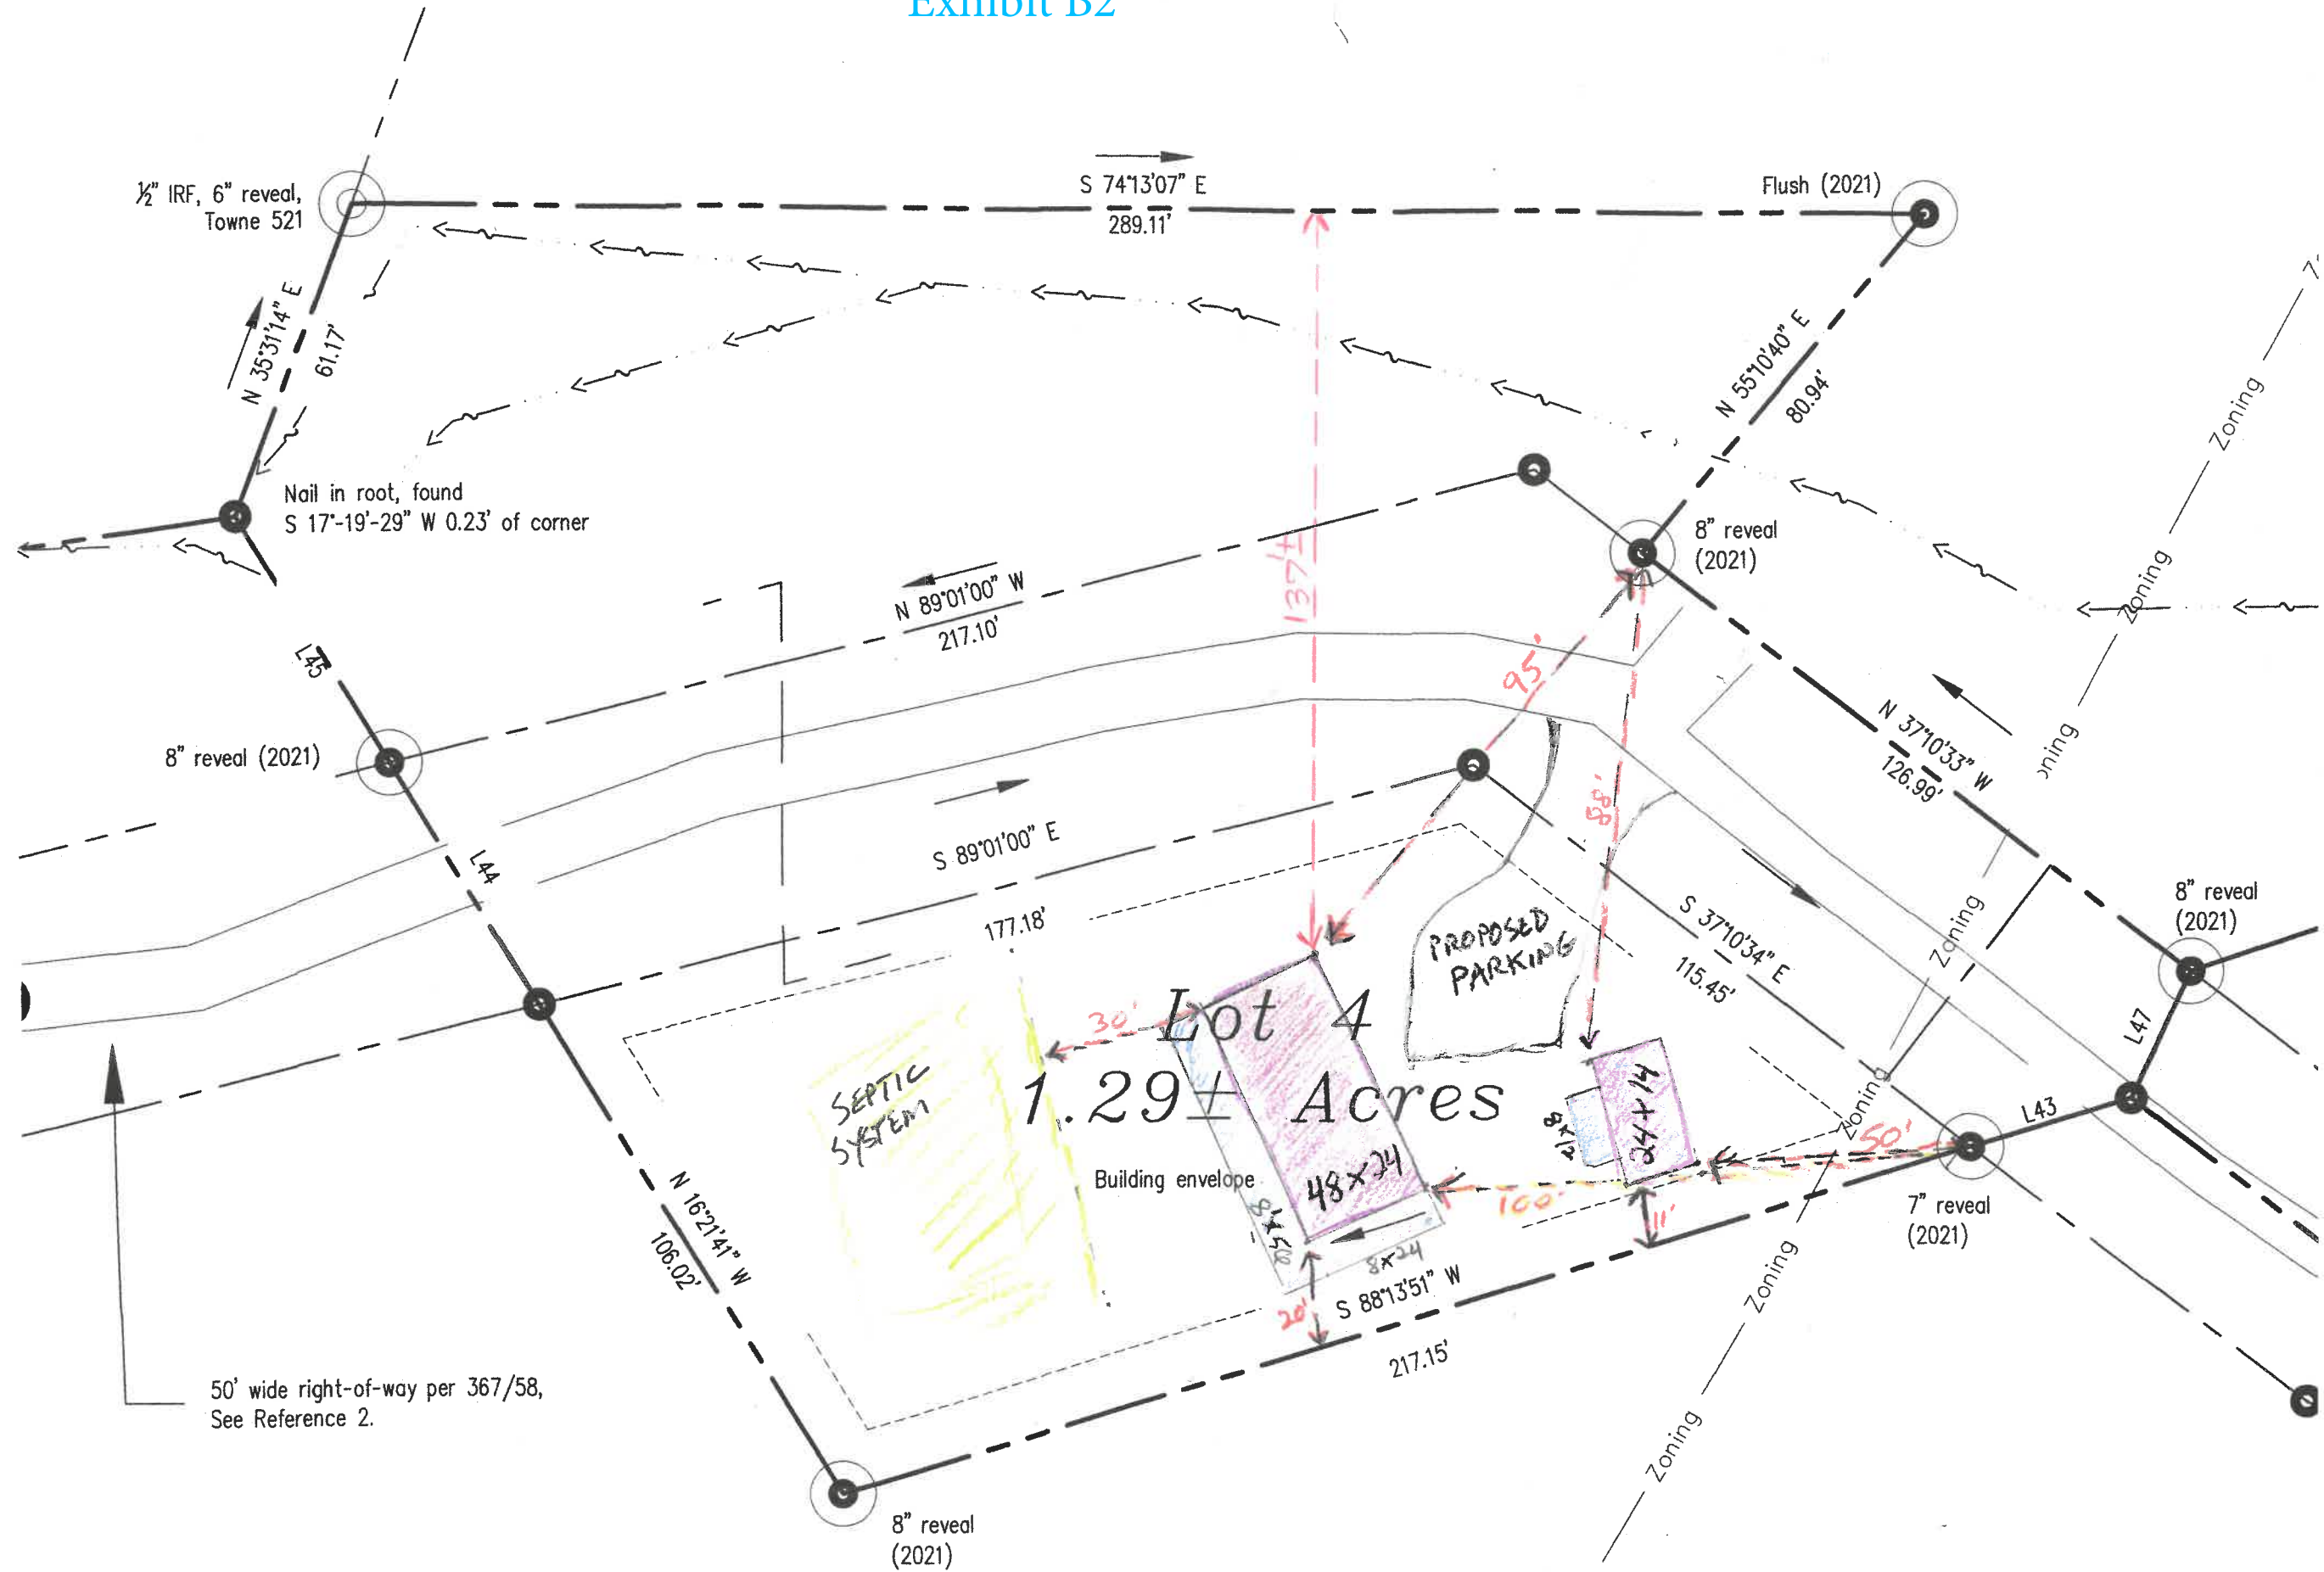 Exhibit B2
½" IRF, 6" reveal,
Towne 521
S 74°13'07" E
289.11'
Flush (2021)
N 35°31'14" E
61.17'
N 55°10'40" E
80.94'
Zoning
Nail in root, found
S 17°-19'-29" W 0.23' of corner
8" reveal
(2021)
137'±
Zoning
N 89°01'00" W
217.10'
L45
95'
N 37°10'33" W
126.99'
oning
8" reveal (2021)
88'
L44
S 89°01'00" E
177.18'
8" reveal
(2021)
S 37°10'34" E
115.45'
Zoning
PROPOSED
PARKING
30'
Lot 4
1.29± Acres
L47
SEPTIC
SYSTEM
24x14
Zoning
50'
L43
Building envelope
48x24
100'
11'
7" reveal
(2021)
N 16°21'41" W
106.02'
8x24
20'
S 88°13'51" W
217.15'
Zoning
50' wide right-of-way per 367/58,
See Reference 2.
Zoning
8" reveal
(2021)